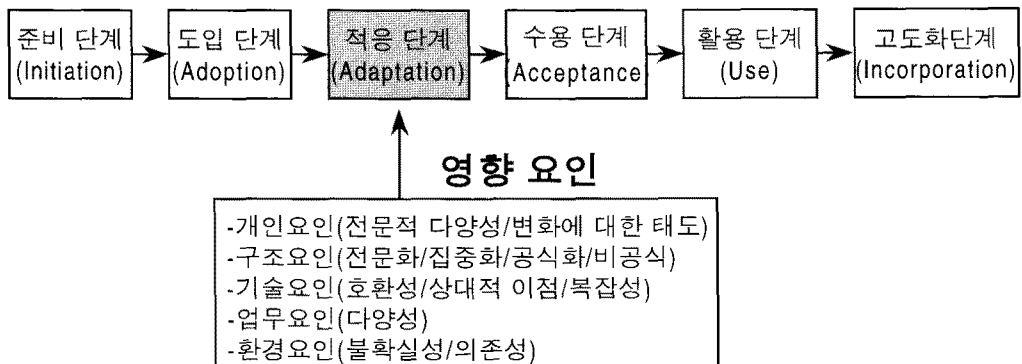 준비 단계
(Initiation)
도입 단계
(Adoption)
적응 단계
(Adaptation)
수용 단계
(Acceptance
활용 단계
(Use)
고도화단계
(Incorporation)
영향 요인
-개인요인(전문적 다양성/변화에 대한 태도)
-구조요인(전문화/집중화/공식화/비공식)
-기술요인(호환성/상대적 이점/복잡성)
-업무요인(다양성)
-환경요인(불확실성/의존성)